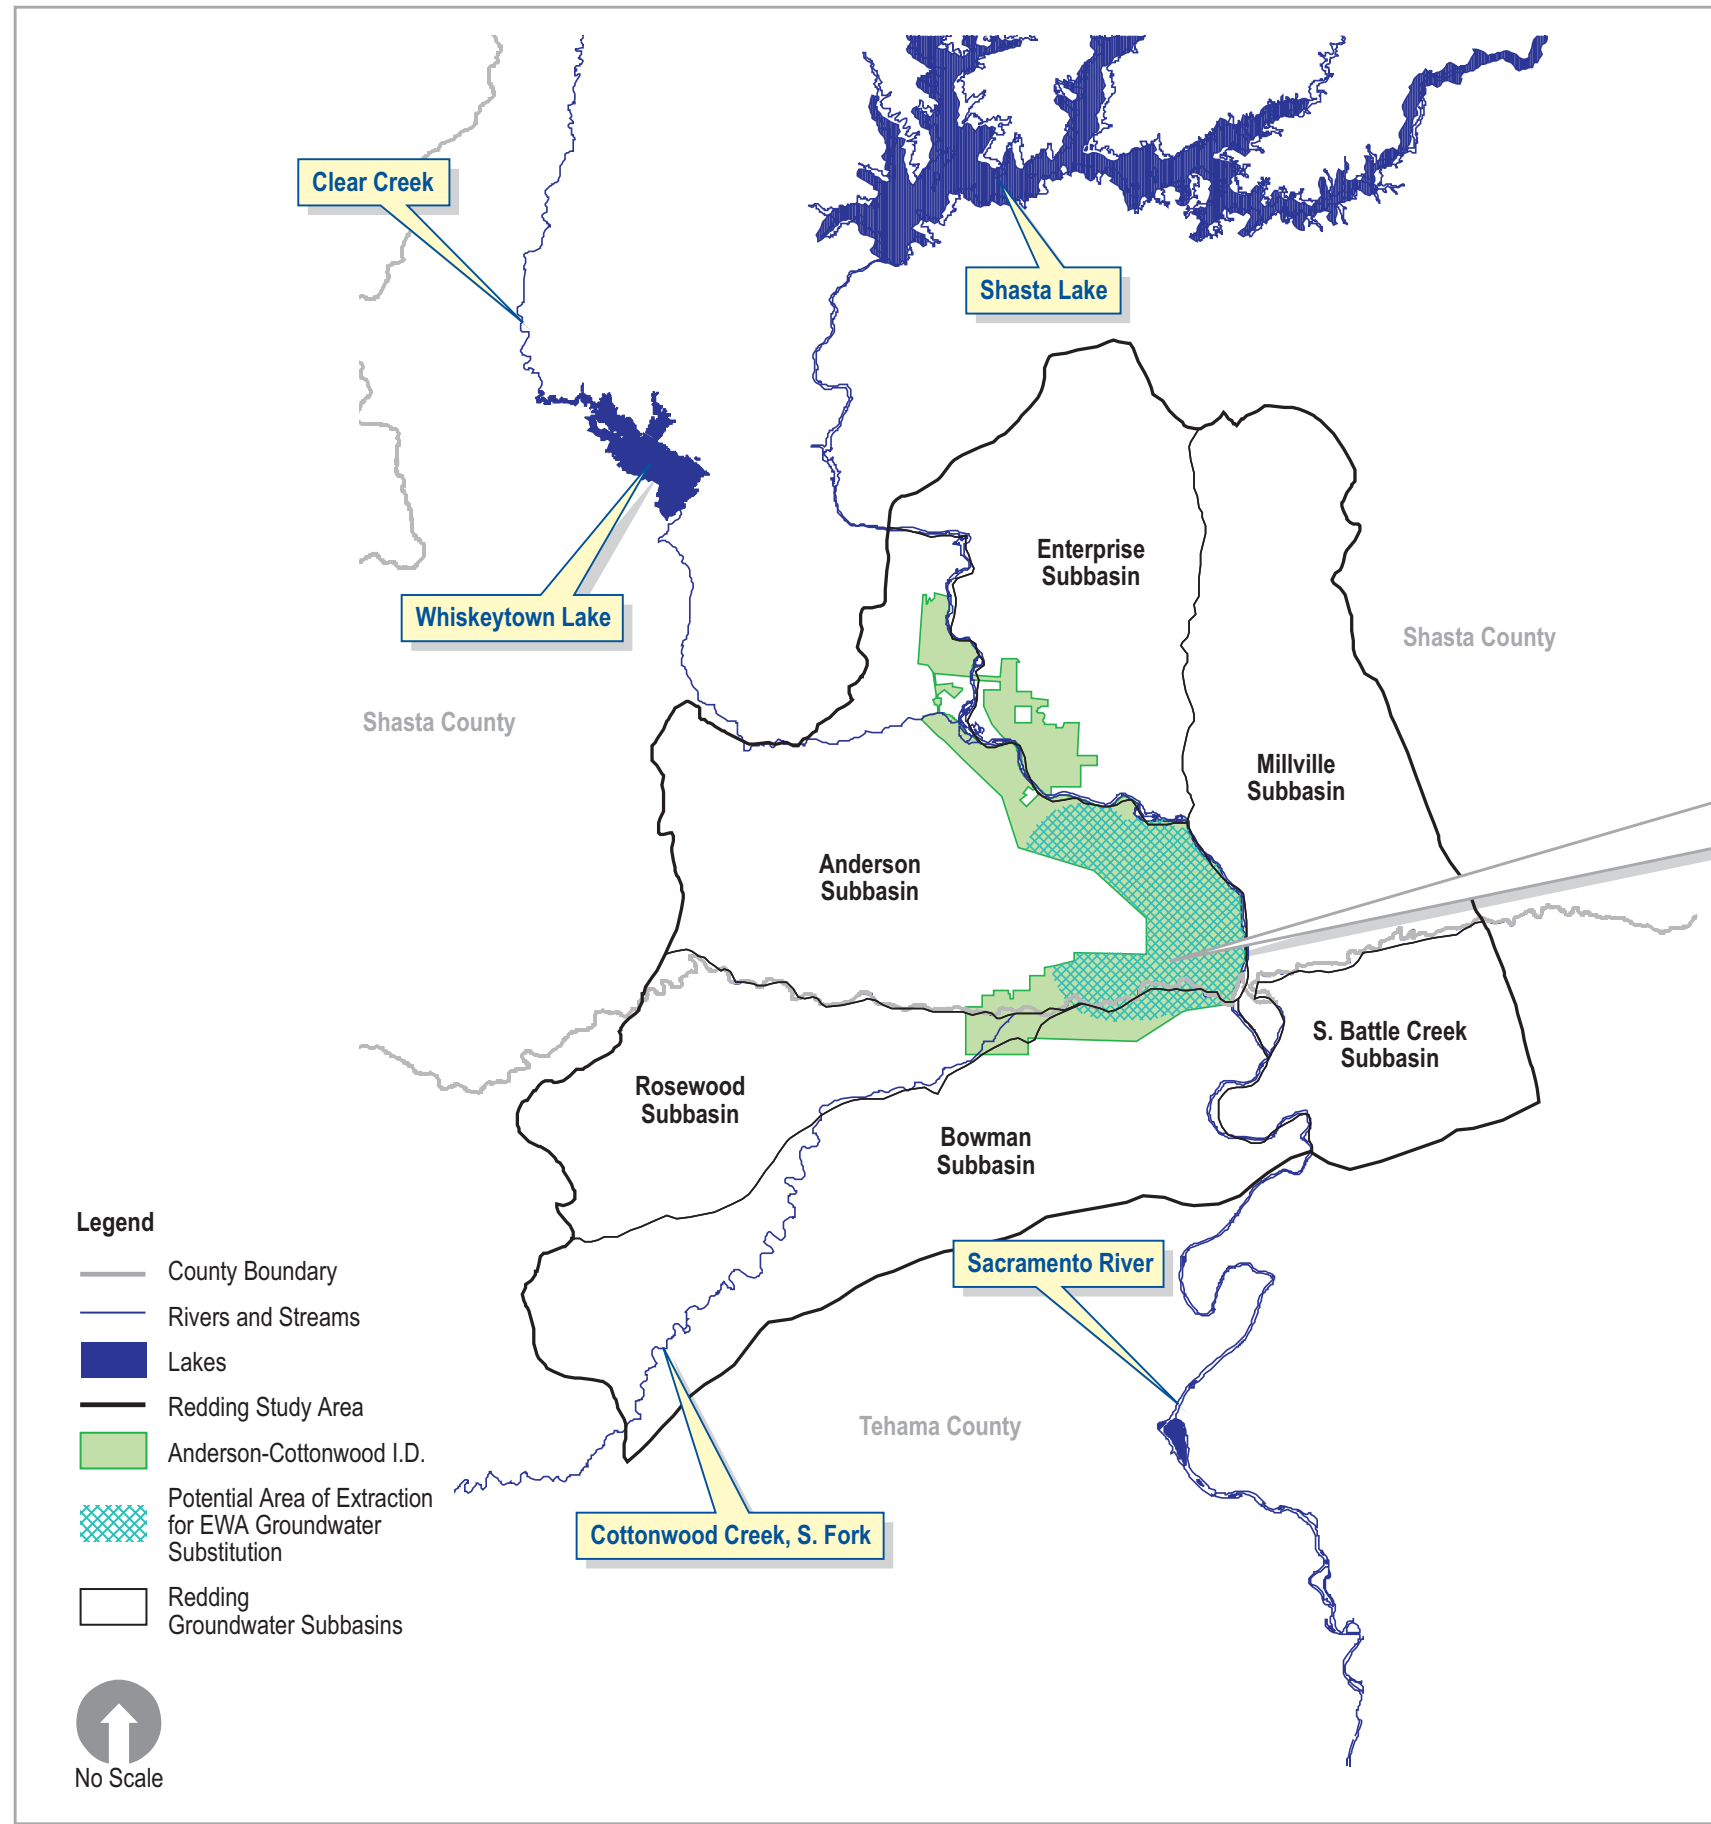 Clear Creek
Shasta Lake
Whiskeytown Lake
Enterprise
Subbasin
Shasta County
Shasta County
Millville
Subbasin
Anderson
Subbasin
S. Battle Creek
Subbasin
Rosewood
Subbasin
Bowman
Subbasin
Sacramento River
Tehama County
Cottonwood Creek, S. Fork
Legend
County Boundary
Rivers and Streams
Lakes
Redding Study Area
Anderson-Cottonwood I.D.
Potential Area of Extraction
for EWA Groundwater
Substitution
Redding
Groundwater Subbasins
No Scale